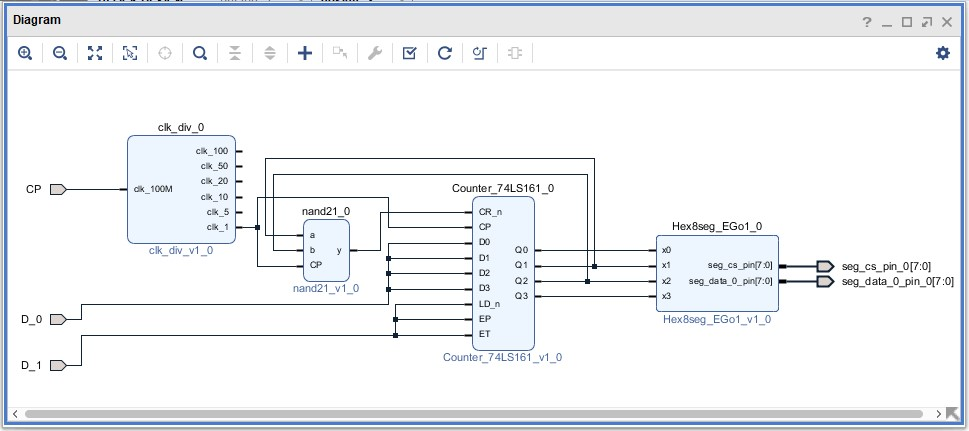 Diagram
clk_div_0
CP
clk_100M
clk_100
clk_50
clk_20
clk_10
clk_5
clk_1
clk_div_v1_0
nand21_0
a
b
CP
y
nand21_v1_0
Counter_74LS161_0
CR_n
CP
D0
D1
D2
D3
LD_n
EP
ET
Q0
Q1
Q2
Q3
Counter_74LS161_v1_0
Hex8seg_EGo1_0
x0
x1
x2
x3
seg_cs_pin[7:0]
seg_data_0_pin[7:0]
Hex8seg_EGo1_v1_0
seg_cs_pin_0[7:0]
seg_data_0_pin_0[7:0]
D_0
D_1